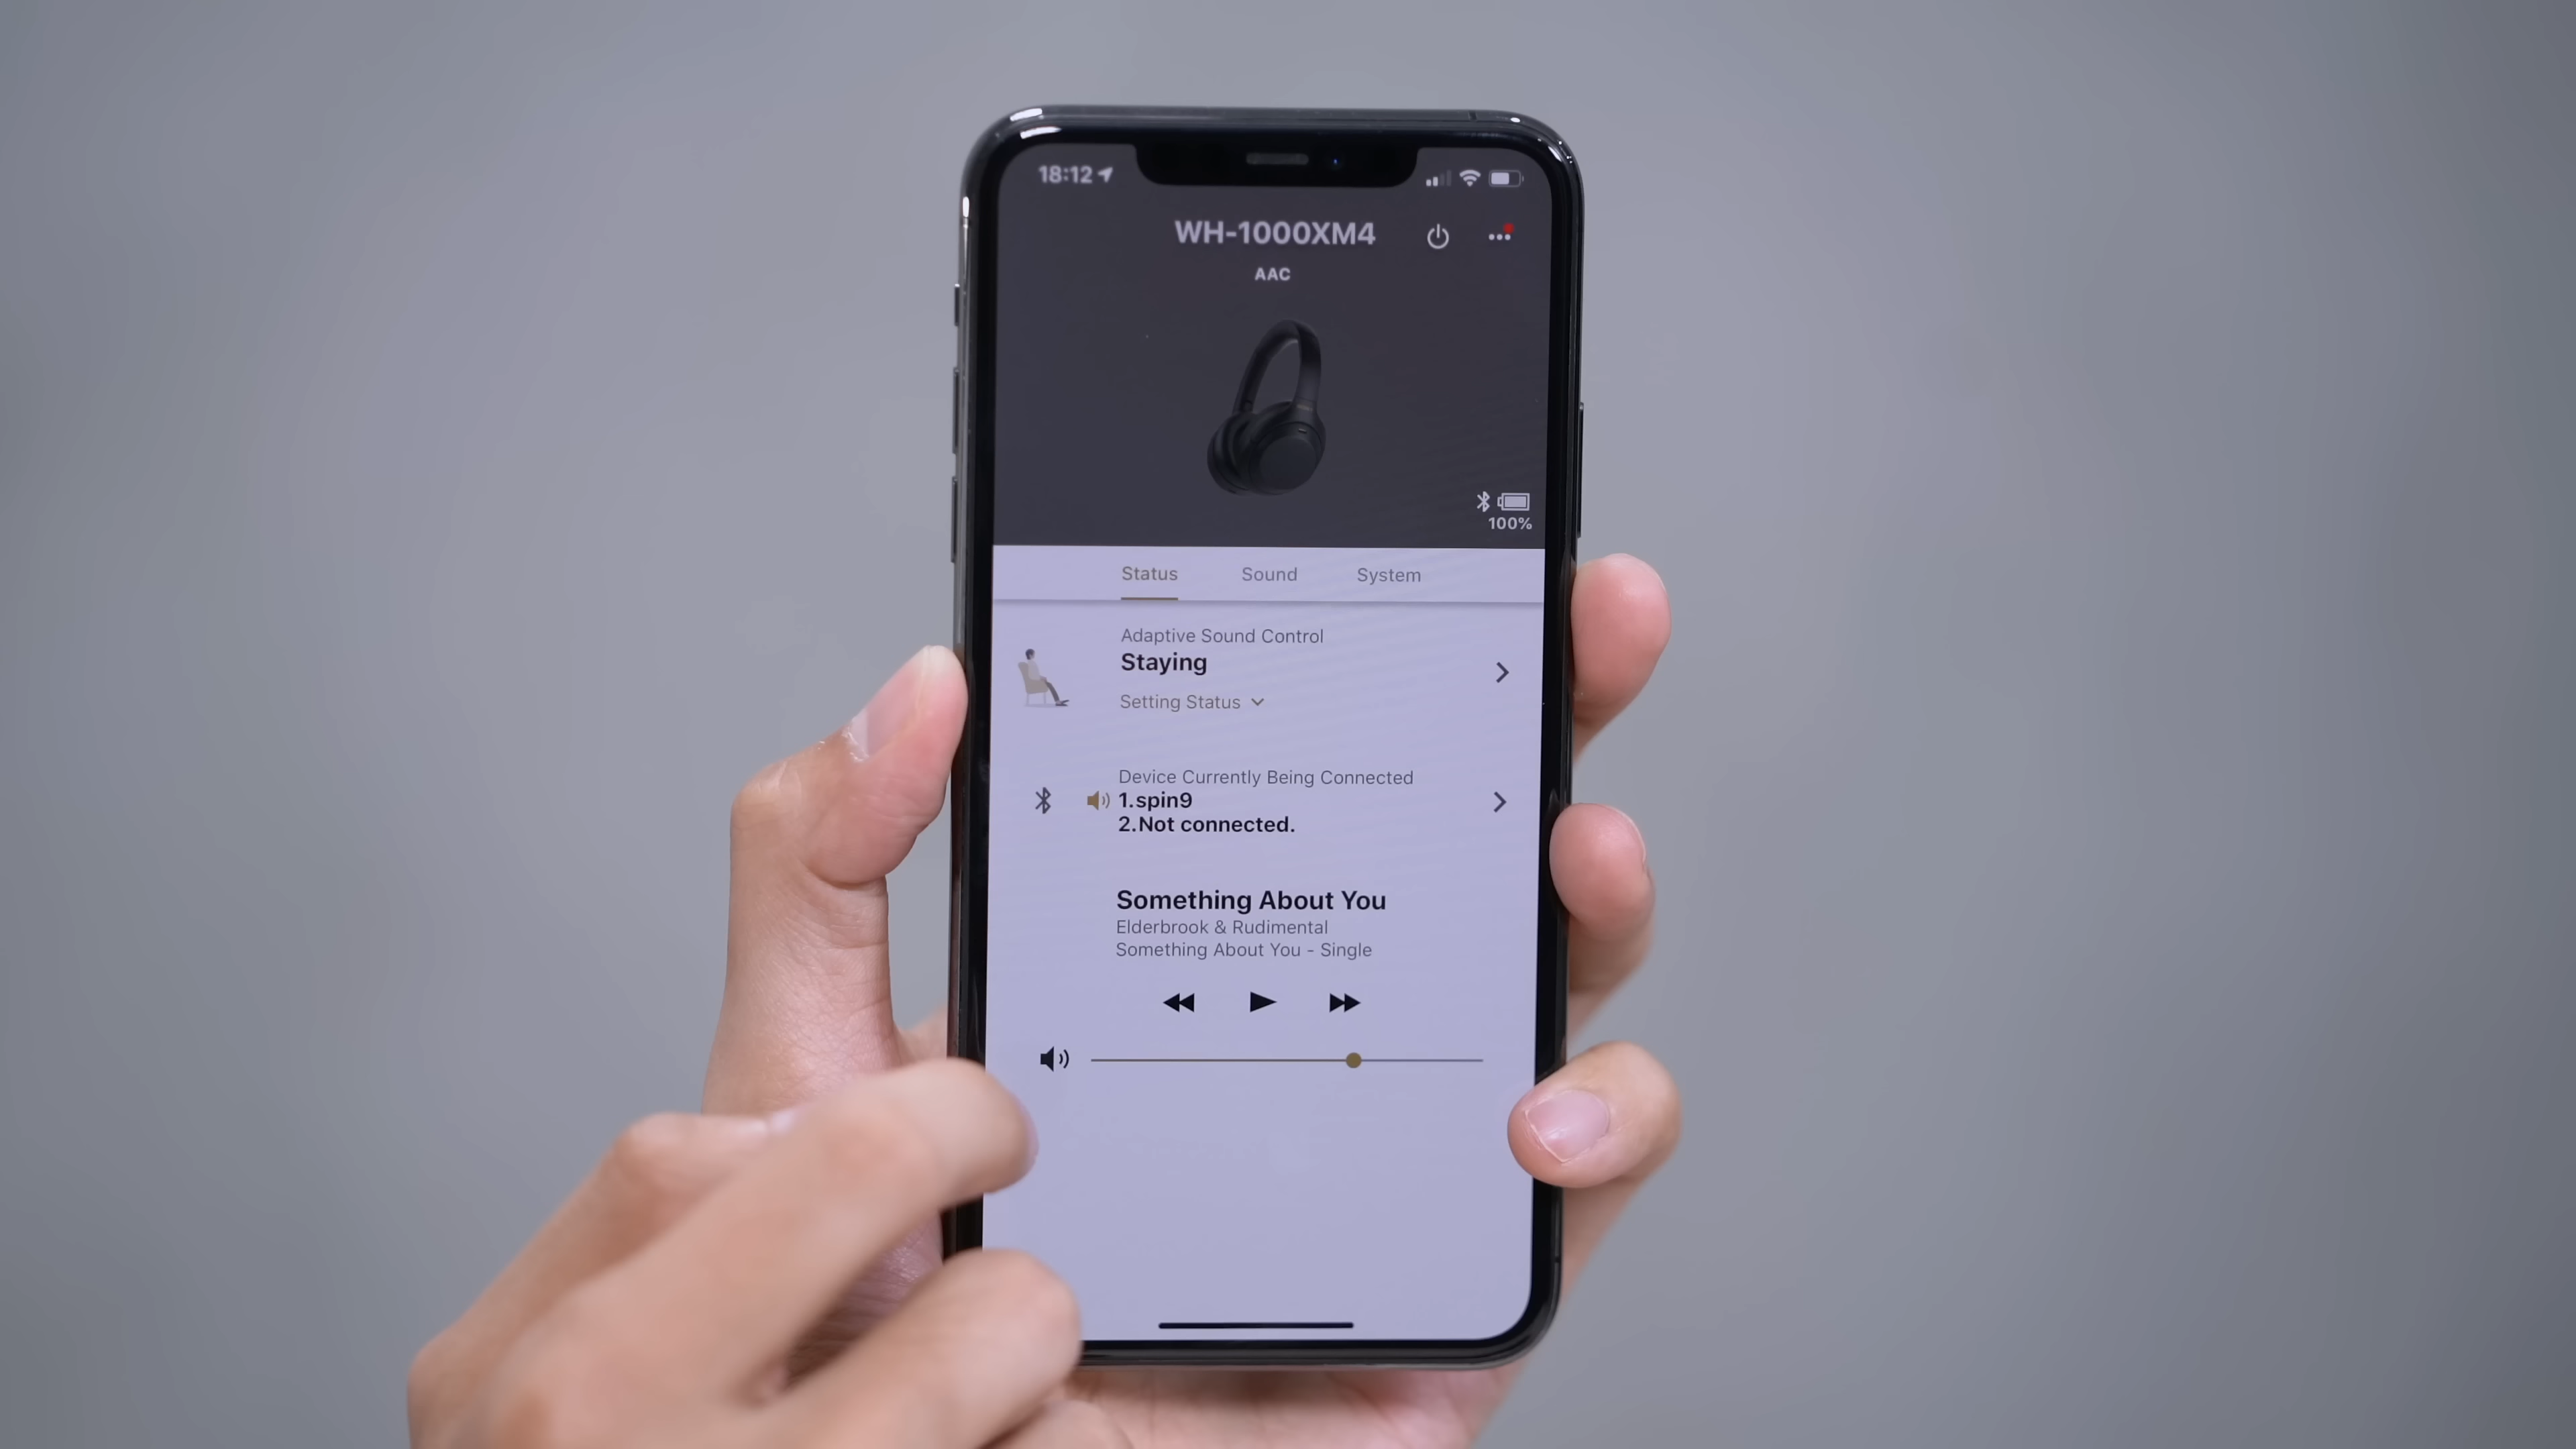 18:12
WH-1000XM4
AAC
100%
Status Sound System
Adaptive Sound Control
Staying
Setting Status
Device Currently Being Connected
1.spin9
2.Not connected.
Something About You
Elderbrook & Rudimental
Something About You - Single